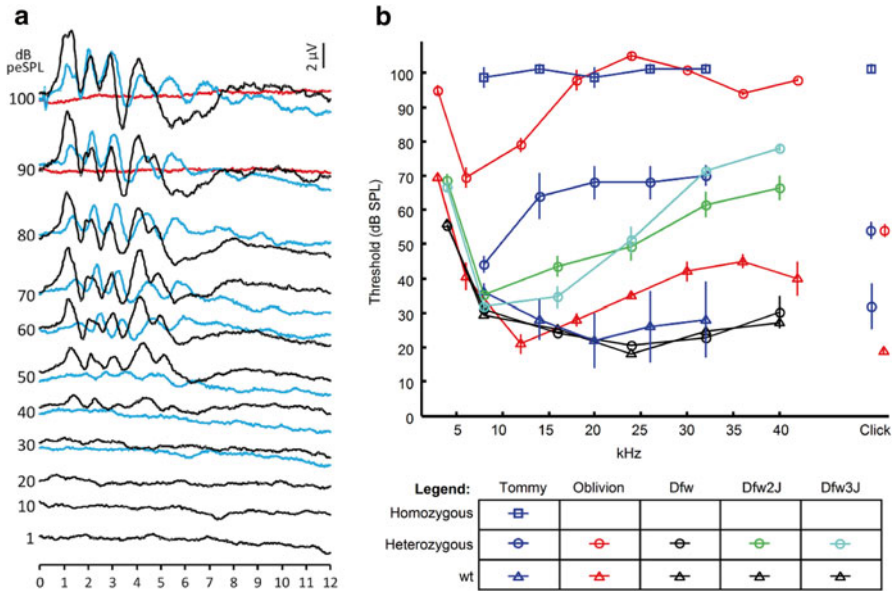 a
dB
peSPL
100
90
80
70
60
50
40
30
20
10
1
2 µV
0 1 2 3 4 5 6 7 8 9 10 11 12
b
Threshold (dB SPL)
100
90
80
70
60
50
40
30
20
10
0
5 10 15 20 25 30 35 40 Click
kHz
Legend: Tommy Oblivion Dfw Dfw2J Dfw3J
Homozygous
Heterozygous
wt